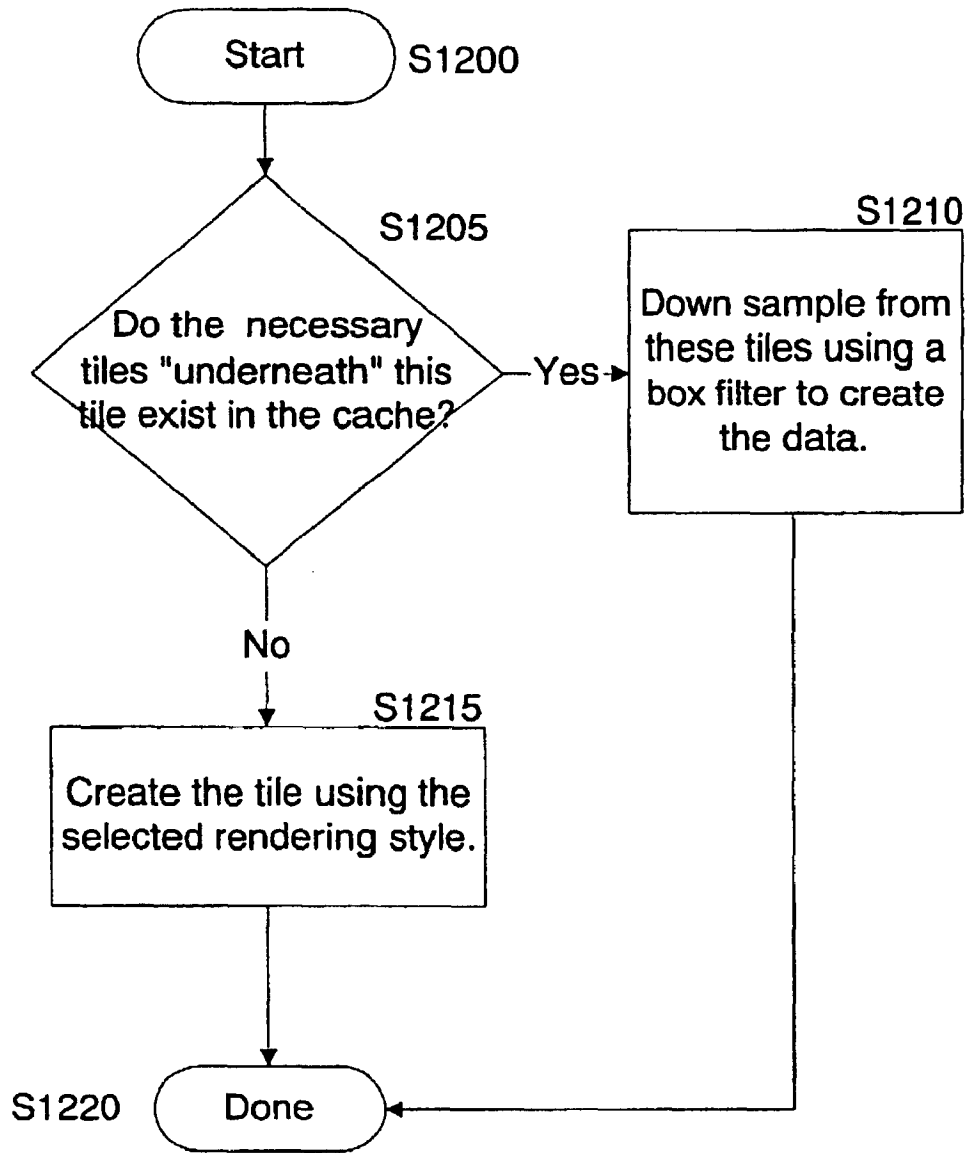 Start
S1200
S1205
Do the necessary
tiles "underneath" this
tile exist in the cache?
Yes
S1210
Down sample from
these tiles using a
box filter to create
the data.
No
S1215
Create the tile using the
selected rendering style.
S1220
Done